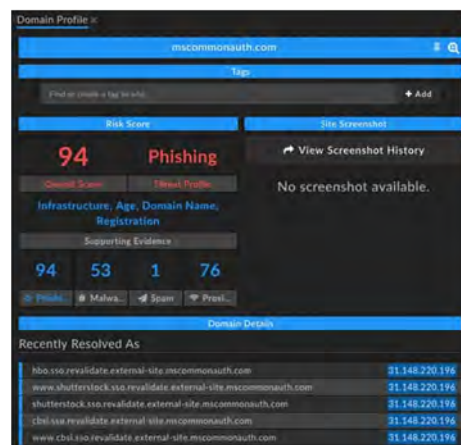 Domain Profile ×
mscommonauth.com
Tags
Find or create a tag to add...
+ Add
Risk Score
Site Screenshot
94
Phishing
View Screenshot History
Overall Score
Threat Profile
No screenshot available.
Infrastructure, Age, Domain Name,
Registration
Supporting Evidence
94
53
1
76
Phishi...
Malwa...
Spam
Proxi...
Domain Details
Recently Resolved As
hbo.sso.revalidate.external-site.mscommonauth.com
31.148.220.196
www.shutterstock.sso.revalidate.external-site.mscommonauth.com
31.148.220.196
shutterstock.sso.revalidate.external-site.mscommonauth.com
31.148.220.196
cbsl.sso.revalidate.external-site.mscommonauth.com
31.148.220.196
www.cbsl.sso.revalidate.external-site.mscommonauth.com
31.148.220.196